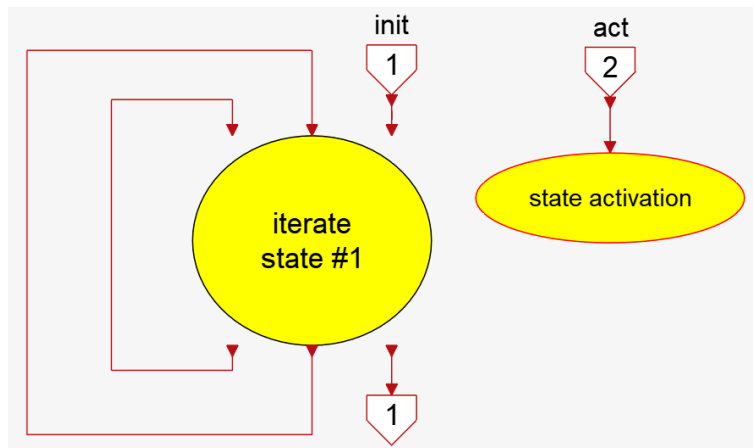 init
1
act
2
iterate
state #1
state activation
1